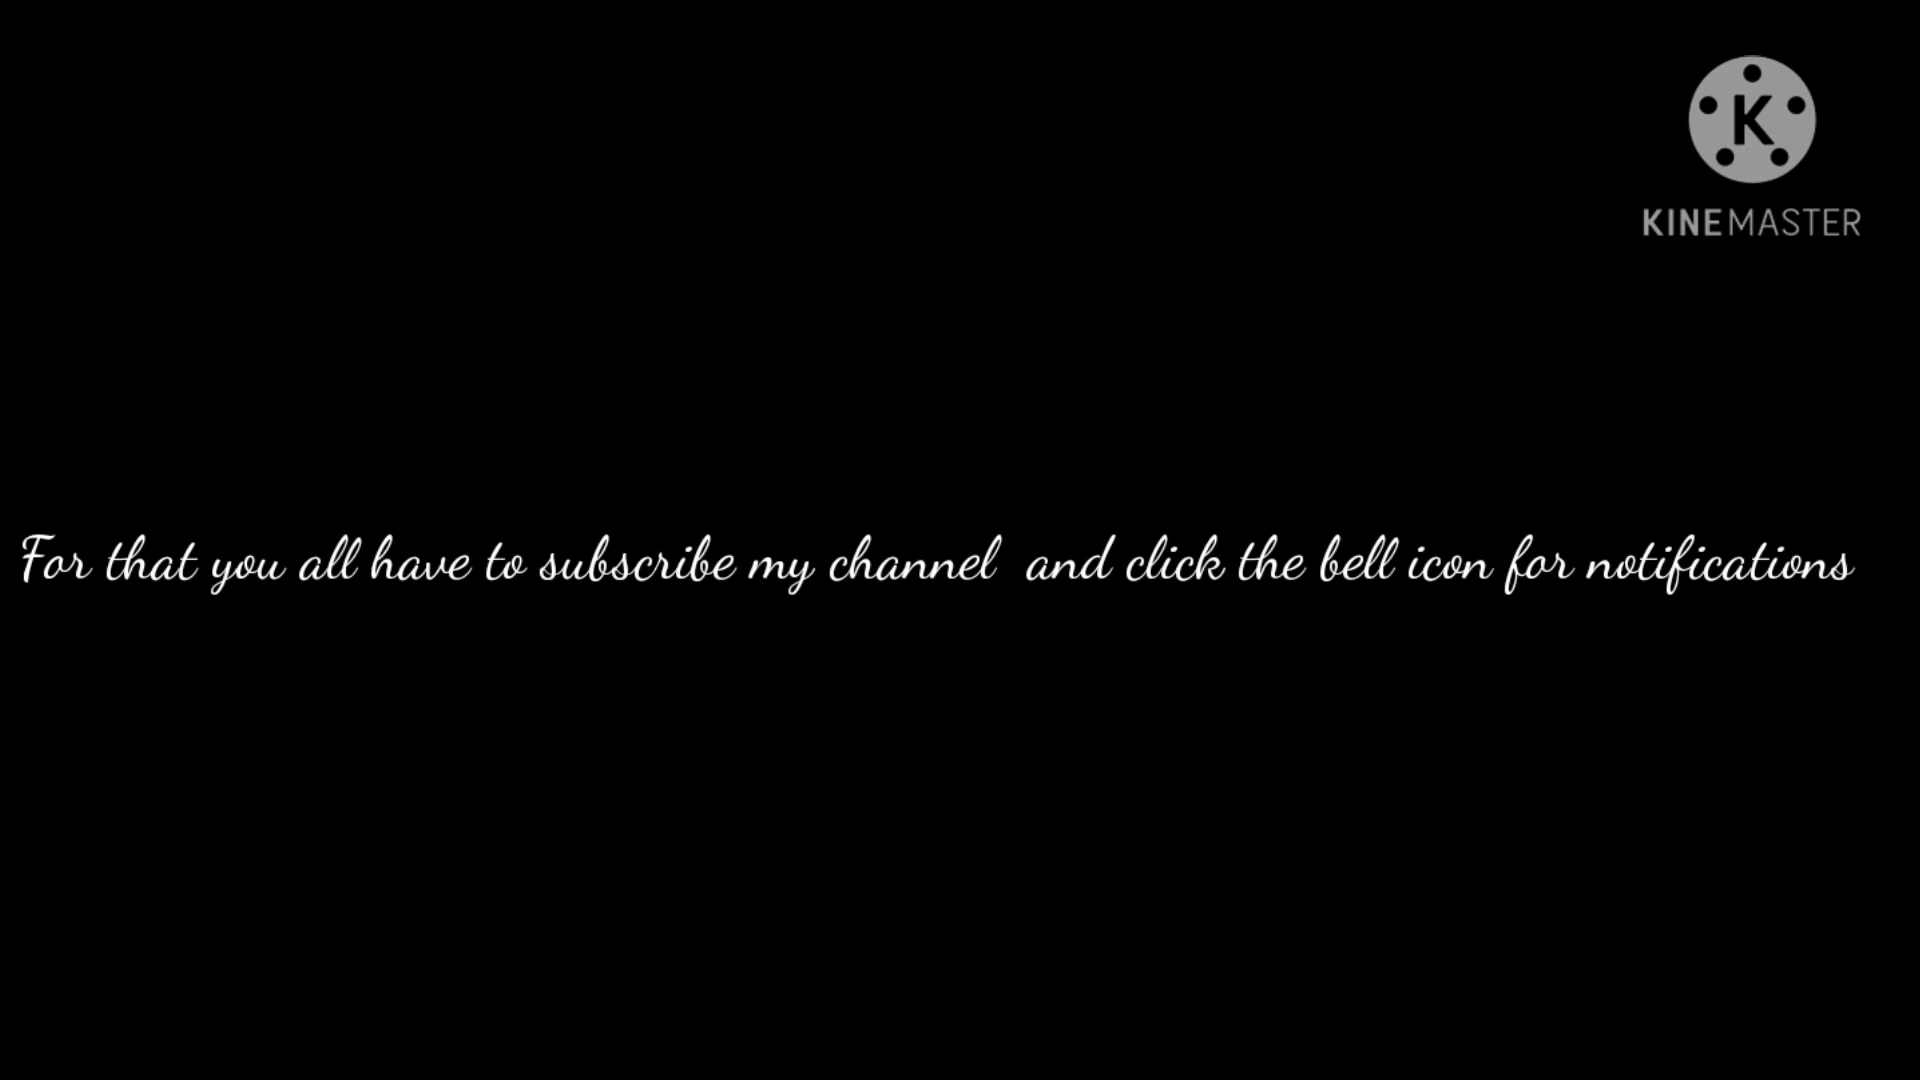 K
KINEMASTER
For that you all have to subscribe my channel and click the bell icon for notifications